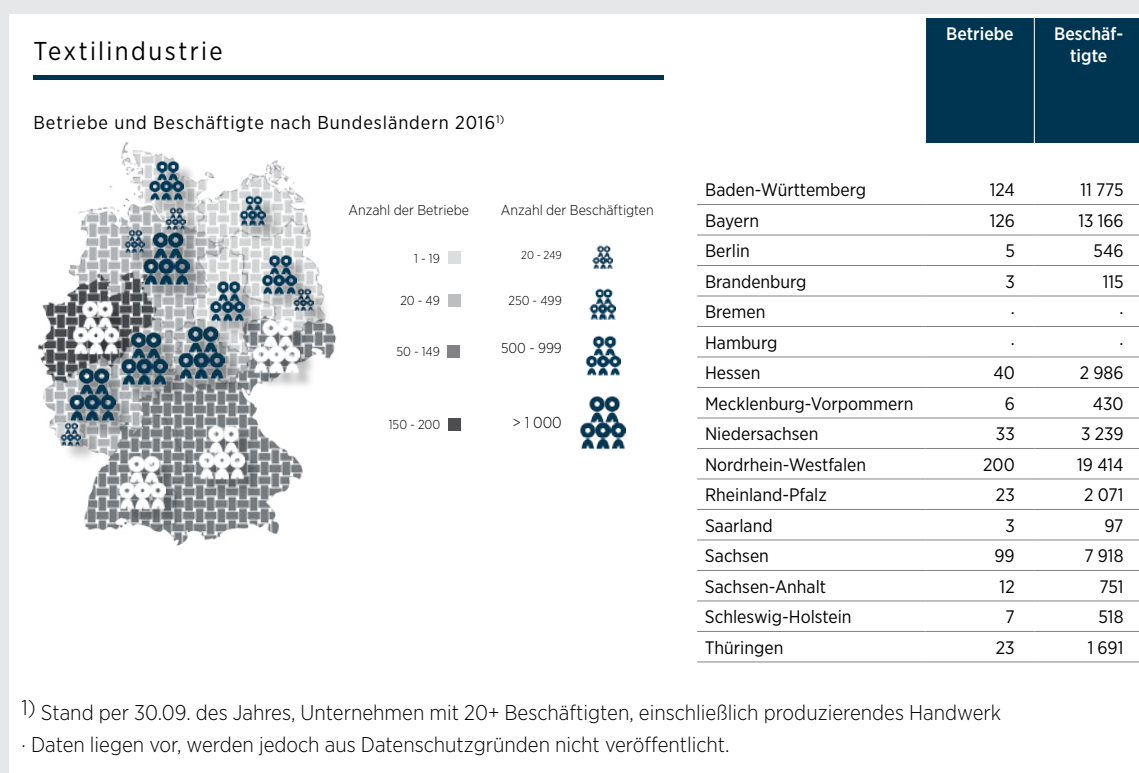 Textilindustrie
Betriebe und Beschäftigte nach Bundesländern 2016¹⁾
Anzahl der Betriebe
1 - 19
20 - 49
50 - 149
150 - 200
Anzahl der Beschäftigten
20 - 249
250 - 499
500 - 999
> 1 000
Betriebe Beschäf-
tigte
Baden-Württemberg 124 11 775
Bayern 126 13 166
Berlin 5 546
Brandenburg 3 115
Bremen · ·
Hamburg · ·
Hessen 40 2 986
Mecklenburg-Vorpommern 6 430
Niedersachsen 33 3 239
Nordrhein-Westfalen 200 19 414
Rheinland-Pfalz 23 2 071
Saarland 3 97
Sachsen 99 7 918
Sachsen-Anhalt 12 751
Schleswig-Holstein 7 518
Thüringen 23 1 691
1) Stand per 30.09. des Jahres, Unternehmen mit 20+ Beschäftigten, einschließlich produzierendes Handwerk
· Daten liegen vor, werden jedoch aus Datenschutzgründen nicht veröffentlicht.